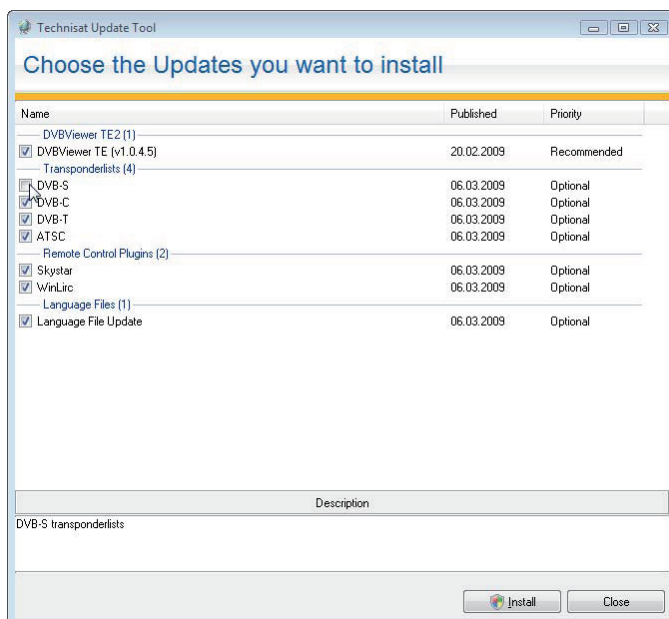 Technisat Update Tool
Choose the Updates you want to install
Name Published Priority
DVBViewer TE2 (1)
DVBViewer TE (v1.0.4.5) 20.02.2009 Recommended
Transponderlists (4)
DVB-S 06.03.2009 Optional
DVB-C 06.03.2009 Optional
DVB-T 06.03.2009 Optional
ATSC 06.03.2009 Optional
Remote Control Plugins (2)
Skystar 06.03.2009 Optional
WinLirc 06.03.2009 Optional
Language Files (1)
Language File Update 06.03.2009 Optional
Description
DVB-S transponderlists
Install Close